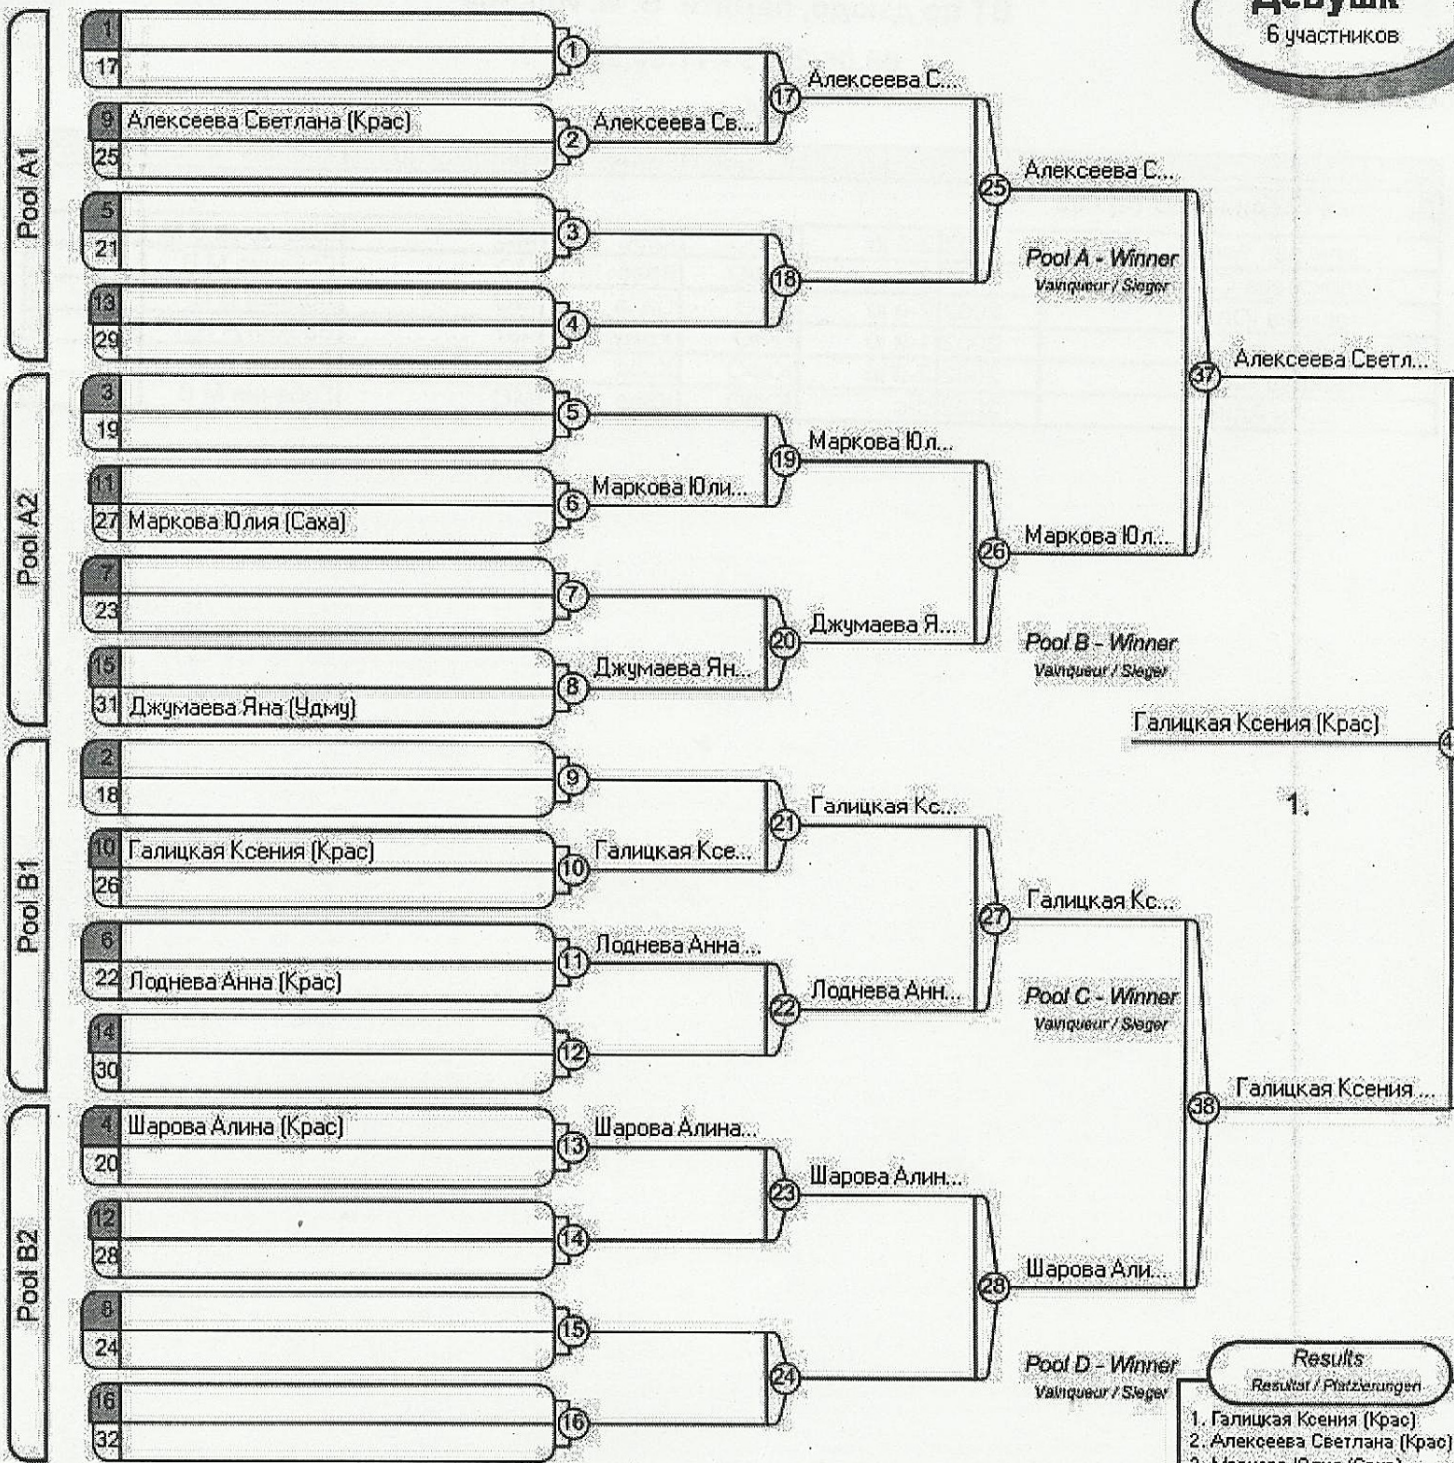 Девушк
6 участников
Pool A1
1
17
1
9 Алексеева Светлана (Крас)
25
2
Алексеева Св...
17
Алексеева С...
5
21
3
13
29
4
18
25
Алексеева С...
Pool A - Winner
Vainqueur / Sieger
Pool A2
3
19
5
11
27 Маркова Юлия (Саха)
6
Маркова Юли...
19
Маркова Юл...
7
23
7
15
31 Джумаева Яна (Удму)
8
Джумаева Ян...
20
Джумаева Я...
26
Маркова Юл...
Pool B - Winner
Vainqueur / Sieger
37
Алексеева Светл...
Галицкая Ксения (Крас)
4
1.
Pool B1
2
18
9
10 Галицкая Ксения (Крас)
26
10
Галицкая Ксе...
21
Галицкая Кс...
6
22 Лоднева Анна (Крас)
11
Лоднева Анна ...
14
30
12
22
Лоднева Анн...
27
Галицкая Кс...
Pool C - Winner
Vainqueur / Sieger
Pool B2
4 Шарова Алина (Крас)
20
13
Шарова Алина...
12
28
14
23
Шарова Алин...
8
24
15
16
32
16
24
28
Шарова Али...
Pool D - Winner
Vainqueur / Sieger
38
Галицкая Ксения ...
Results
Resultat / Platzierungen
1. Галицкая Ксения (Крас)
2. Алексеева Светлана (Крас)